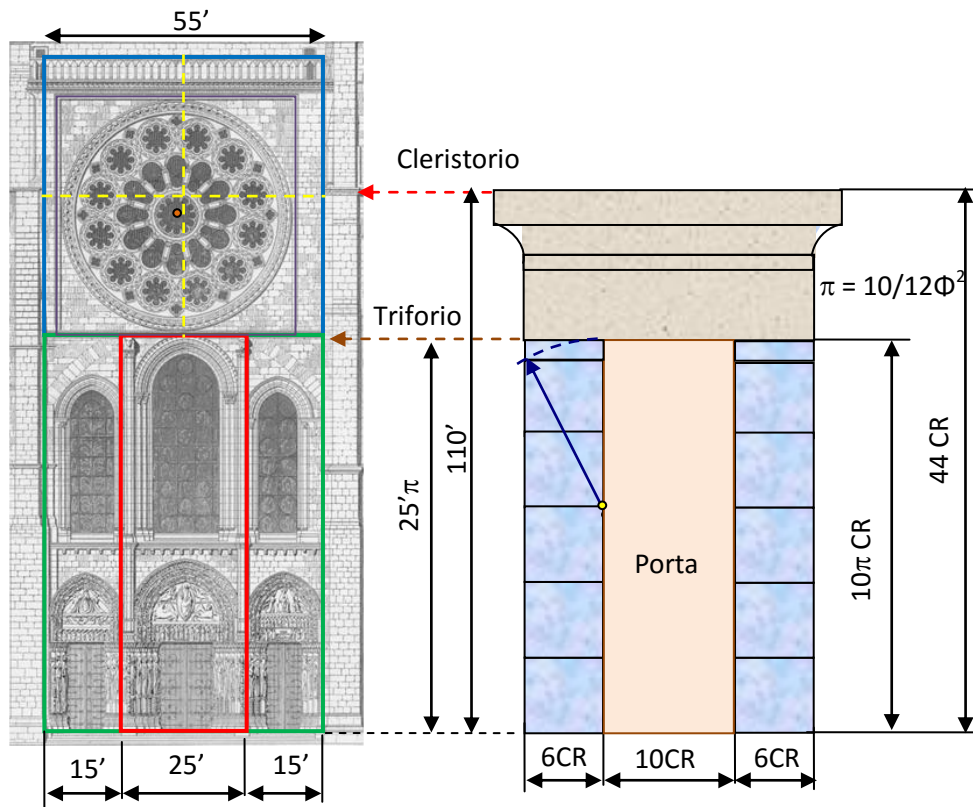 55’
Cleristorio
π = 10/12Φ²
Triforio
110’
44 CR
25’π
10π CR
Porta
15’ 25’ 15’
6CR 10CR 6CR